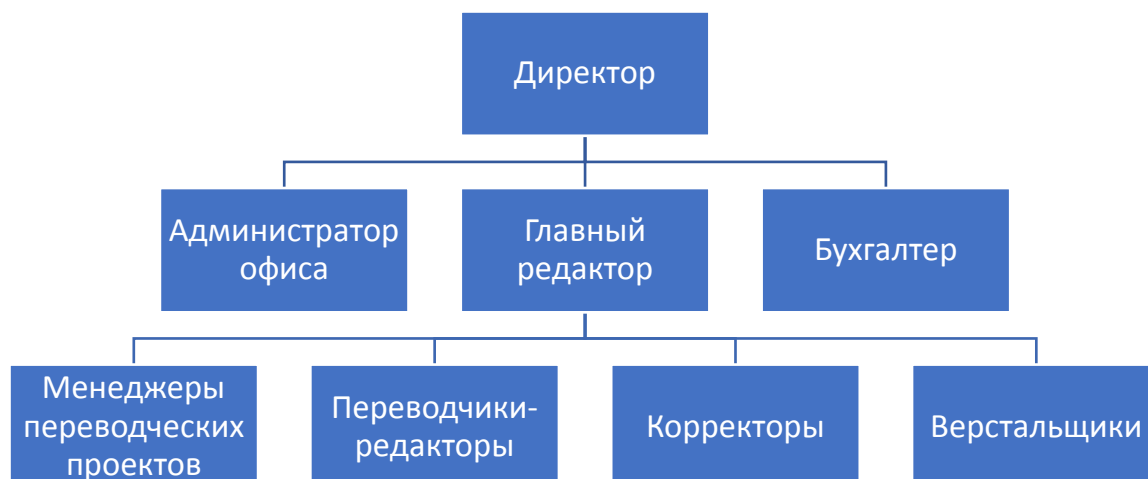 Директор
Администратор
офиса
Главный
редактор
Бухгалтер
Менеджеры
переводческих
проектов
Переводчики-
редакторы
Корректоры
Верстальщики